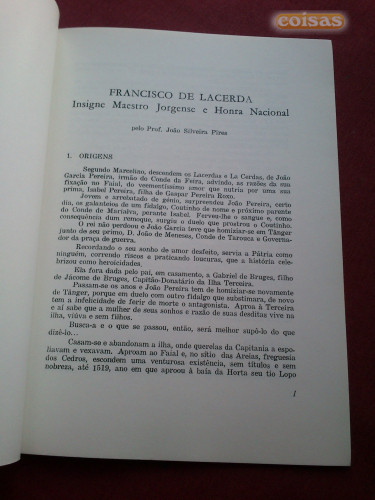 coisas
FRANCISCO DE LACERDA
Insigne Maestro Jorgense e Honra Nacional
pelo Prof. João Silveira Pires
1. ORIGENS
Segundo Marcelino, descendem os Lacerdas e La Cerdas, de João
Garcia Pereira, irmão do Conde da Feira, advindo, as razões da sua
fixação no Faial, do veementíssimo amor que nutria por uma sua
primo, Isabel Pereira, filha de Gaspar Pereira Roxo.
Jovem e arrebatado de génio, surpreendeu João Pereira, certo
dia, os galanteios de um fidalgo, Coutinho de nome e próximo parente
do Conde de Marialva, perante Isabel. Ferveu-lhe o sangue e, como
consequência dum romper, surgiu o duelo que prostrou o Coutinho.
O rei não perdoou e João Garcia teve que homiziar-se em Tânger
junto de seu primo, D. João de Meneses, Conde de Tarouca e Governa-
dor da praça de guerra.
Recordando o seu sonho de amor desfeito, servia a Pátria como
ninguém, correndo riscos e praticando loucuras, que a história cele-
brou como heroicidades.
Ela fora dada pelo pai, em casamento, a Gabriel de Bruges, filho
de Jácome de Bruges, Capitão-Donatário da Ilha Terceira.
Passam-se os anos e João Pereira tem de homiziar-se novamente
de Tânger, porque em duelo com outro fidalgo que substimara, de novo
tem a infelicidade de ferir de morte o antagonista. Aproa à Terceira
e aí sabe que a mulher de seus sonhos e razão de suas desditas vive na
ilha, viúva e sem filhos.
Busca-a e o que se passou, então, será melhor supô-lo do que
dizê-lo...
Casam-se e abandonam a ilha, onde querelas da Capitania a espo-
liavam e vexavam. Aproam ao Faial e, no sítio das Areias, freguesia
dos Cedros, escondem uma venturosa existência, sem títulos e sem
nobreza, até 1519, ano em que aproou à baía da Horta seu tio Lopo
1